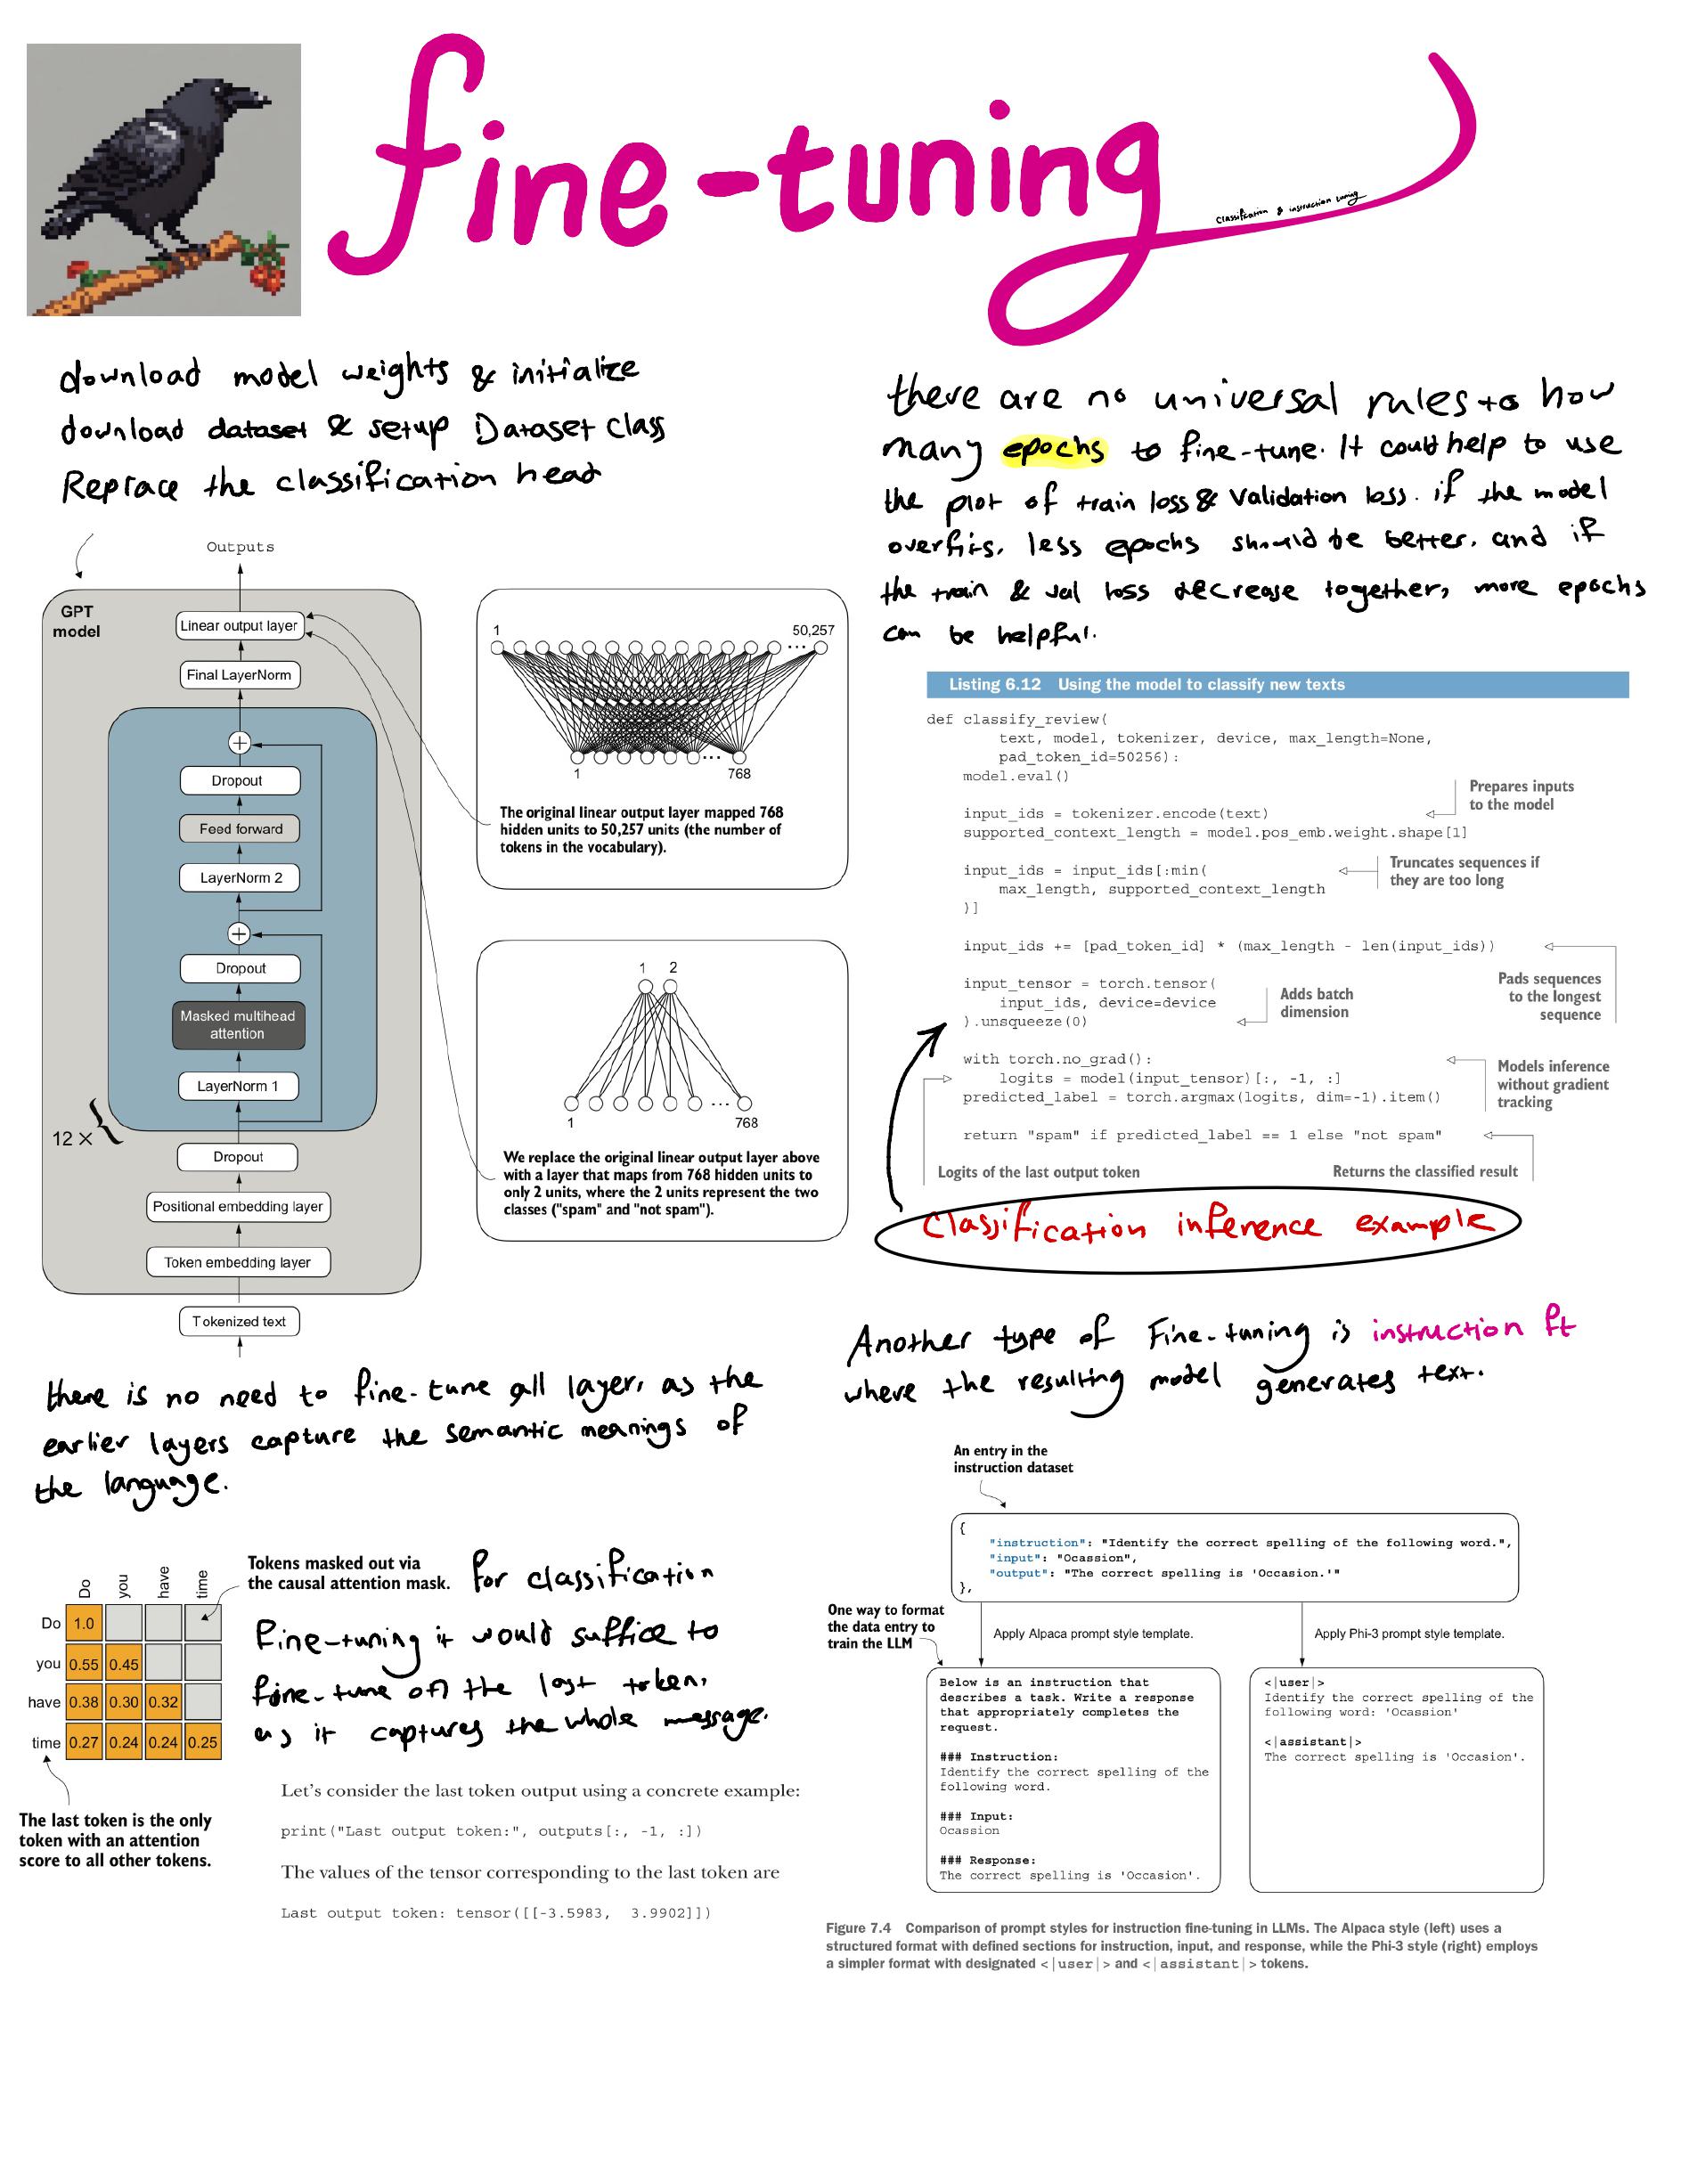 fine-tuning
classification & instruction tuning
download model weights & initialize
download dataset & setup Dataset class
Replace the classification head
Outputs
GPT
model
Linear output layer
Final LayerNorm
Dropout
Feed forward
LayerNorm 2
Dropout
Masked multihead
attention
LayerNorm 1
12 ×
Dropout
Positional embedding layer
Token embedding layer
Tokenized text
1
50,257
...
...
1
768
The original linear output layer mapped 768
hidden units to 50,257 units (the number of
tokens in the vocabulary).
1 2
...
1
768
We replace the original linear output layer above
with a layer that maps from 768 hidden units to
only 2 units, where the 2 units represent the two
classes ("spam" and "not spam").
there is no need to fine-tune all layer, as the
earlier layers capture the semantic meanings of
the language.
Do you have time
Do 1.0
you 0.55 0.45
have 0.38 0.30 0.32
time 0.27 0.24 0.24 0.25
Tokens masked out via
the causal attention mask.
The last token is the only
token with an attention
score to all other tokens.
for classification
fine-tuning it would suffice to
fine-tune on the last token,
as it captures the whole message.
Let's consider the last token output using a concrete example:
print("Last output token:", outputs[:, -1, :])
The values of the tensor corresponding to the last token are
Last output token: tensor([[-3.5983,  3.9902]])
there are no universal rules to how
many epochs to fine-tune. It could help to use
the plot of train loss & validation loss. if the model
overfits, less epochs should be better. and if
the train & val loss decrease together, more epochs
can be helpful.
Listing 6.12 Using the model to classify new texts
def classify_review(
        text, model, tokenizer, device, max_length=None,
        pad_token_id=50256):
    model.eval()
Prepares inputs
to the model
    input_ids = tokenizer.encode(text)
    supported_context_length = model.pos_emb.weight.shape[1]
Truncates sequences if
they are too long
    input_ids = input_ids[:min(
        max_length, supported_context_length
    )]
    input_ids += [pad_token_id] * (max_length - len(input_ids))
Pads sequences
to the longest
sequence
    input_tensor = torch.tensor(
        input_ids, device=device
    ).unsqueeze(0)
Adds batch
dimension
    with torch.no_grad():
        logits = model(input_tensor)[:, -1, :]
    predicted_label = torch.argmax(logits, dim=-1).item()
Models inference
without gradient
tracking
    return "spam" if predicted_label == 1 else "not spam"
Logits of the last output token
Returns the classified result
Classification inference example
Another type of Fine-tuning is instruction ft
where the resulting model generates text.
An entry in the
instruction dataset
{
    "instruction": "Identify the correct spelling of the following word.",
    "input": "Ocassion",
    "output": "The correct spelling is 'Occasion.'"
},
One way to format
the data entry to
train the LLM
Apply Alpaca prompt style template.
Apply Phi-3 prompt style template.
Below is an instruction that
describes a task. Write a response
that appropriately completes the
request.
### Instruction:
Identify the correct spelling of the
following word.
### Input:
Ocassion
### Response:
The correct spelling is 'Occasion'.
<|user|>
Identify the correct spelling of the
following word: 'Ocassion'
<|assistant|>
The correct spelling is 'Occasion'.
Figure 7.4 Comparison of prompt styles for instruction fine-tuning in LLMs. The Alpaca style (left) uses a
structured format with defined sections for instruction, input, and response, while the Phi-3 style (right) employs
a simpler format with designated <|user|> and <|assistant|> tokens.